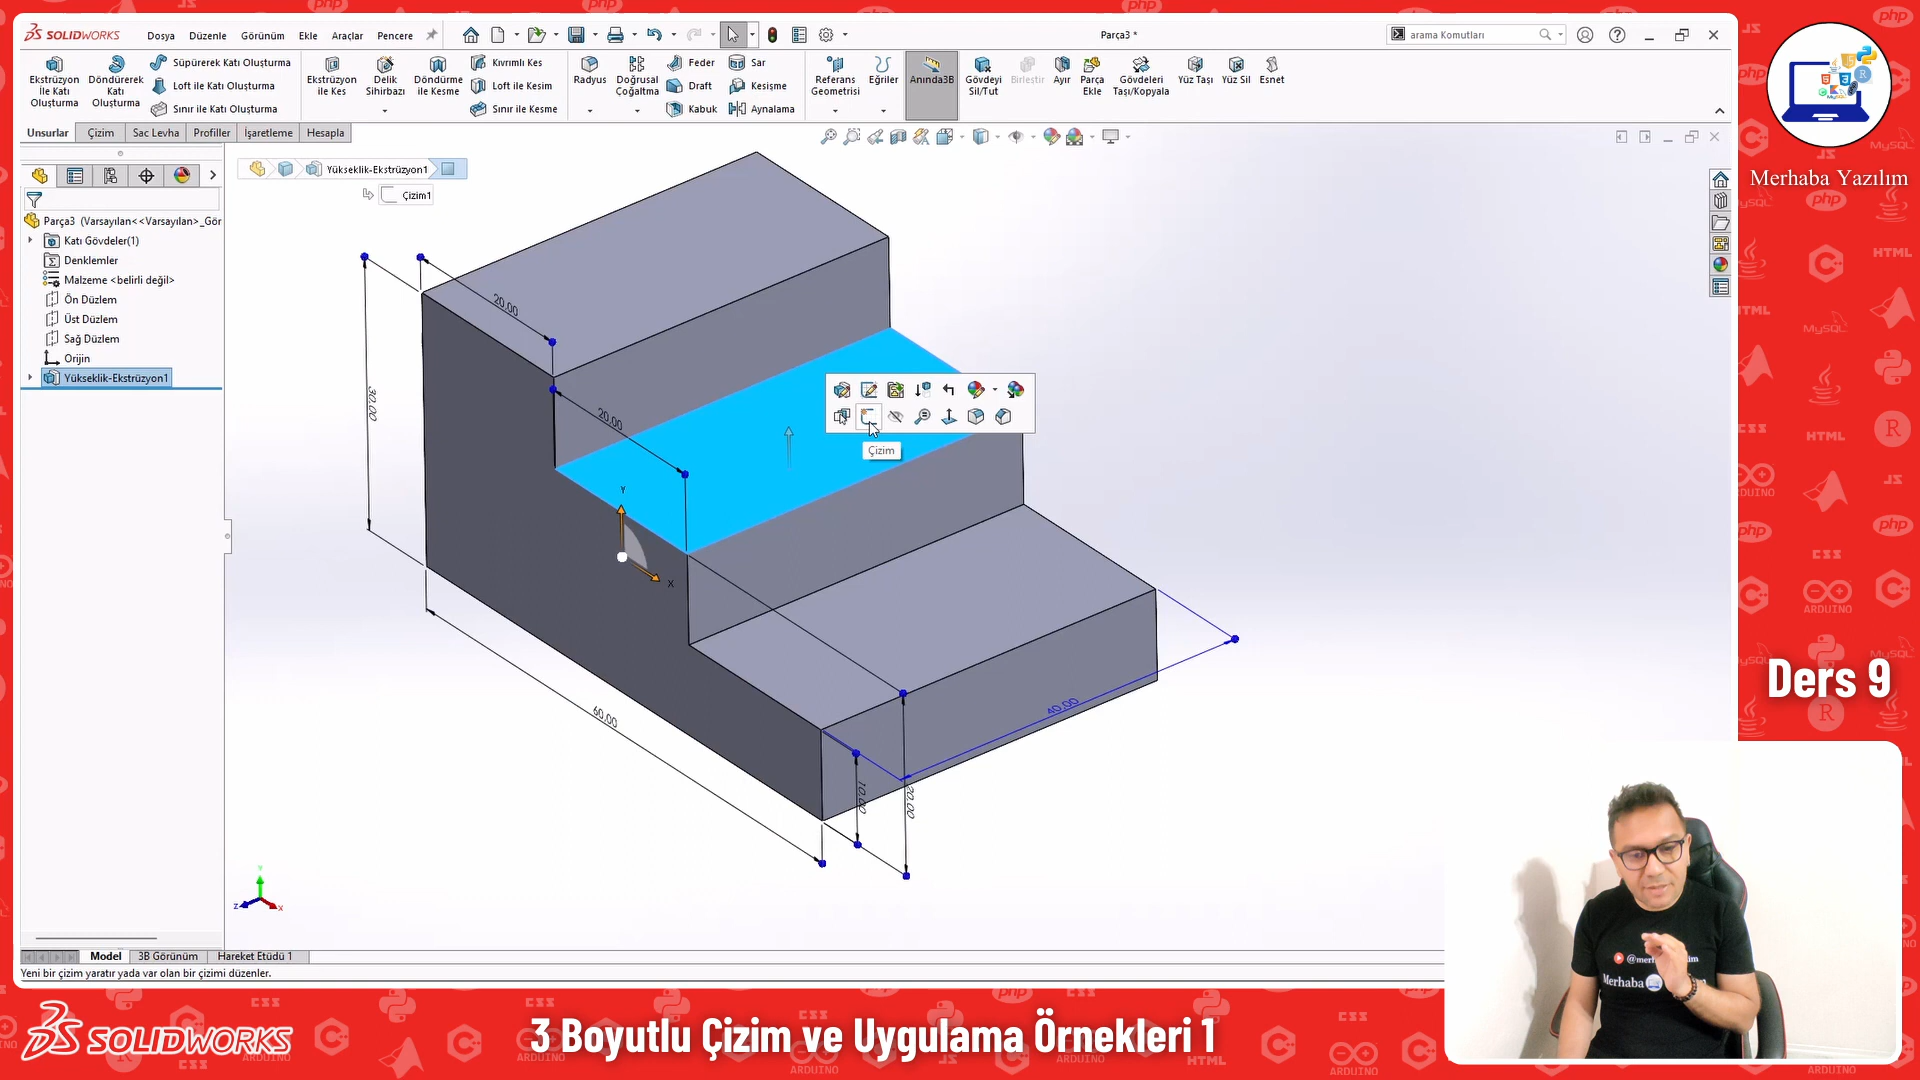 SOLIDWORKS
Dosya Düzenle Görünüm Ekle Araçlar Pencere
Parça3 *
arama Komutları
Ekstrüzyon İle Katı Oluşturma
Döndürerek Katı Oluşturma
Süpürerek Katı Oluşturma
Loft ile Katı Oluşturma
Sınır ile Katı Oluşturma
Ekstrüzyon ile Kes
Delik Sihirbazı
Döndürme ile Kesme
Kıvrımlı Kes
Loft ile Kesim
Sınır ile Kesme
Radyus
Doğrusal Çoğaltma
Feder
Draft
Kabuk
Sar
Kesişme
Aynalama
Referans Geometrisi
Eğriler
Anında3B
Gövdeyi Sil/Tut
Birleştir
Ayır
Parça Ekle
Gövdeleri Taşı/Kopyala
Yüz Taşı
Yüz Sil
Esnet
Unsurlar Çizim Sac Levha Profiller İşaretleme Hesapla
Yükseklik-Ekstrüzyon1
Çizim1
Parça3 (Varsayılan<<Varsayılan>_Gör
Katı Gövdeler(1)
Denklemler
Malzeme <belirli değil>
Ön Düzlem
Üst Düzlem
Sağ Düzlem
Orijin
Yükseklik-Ekstrüzyon1
20,00
30,00
20,00
Çizim
Y
X
60,00
40,00
10,00
20,00
Y
Z
X
Model 3B Görünüm Hareket Etüdü 1
Yeni bir çizim yaratır yada var olan bir çizimi düzenler.
Merhaba Yazılım
Ders 9
Merhaba
SOLIDWORKS
3 Boyutlu Çizim ve Uygulama Örnekleri 1